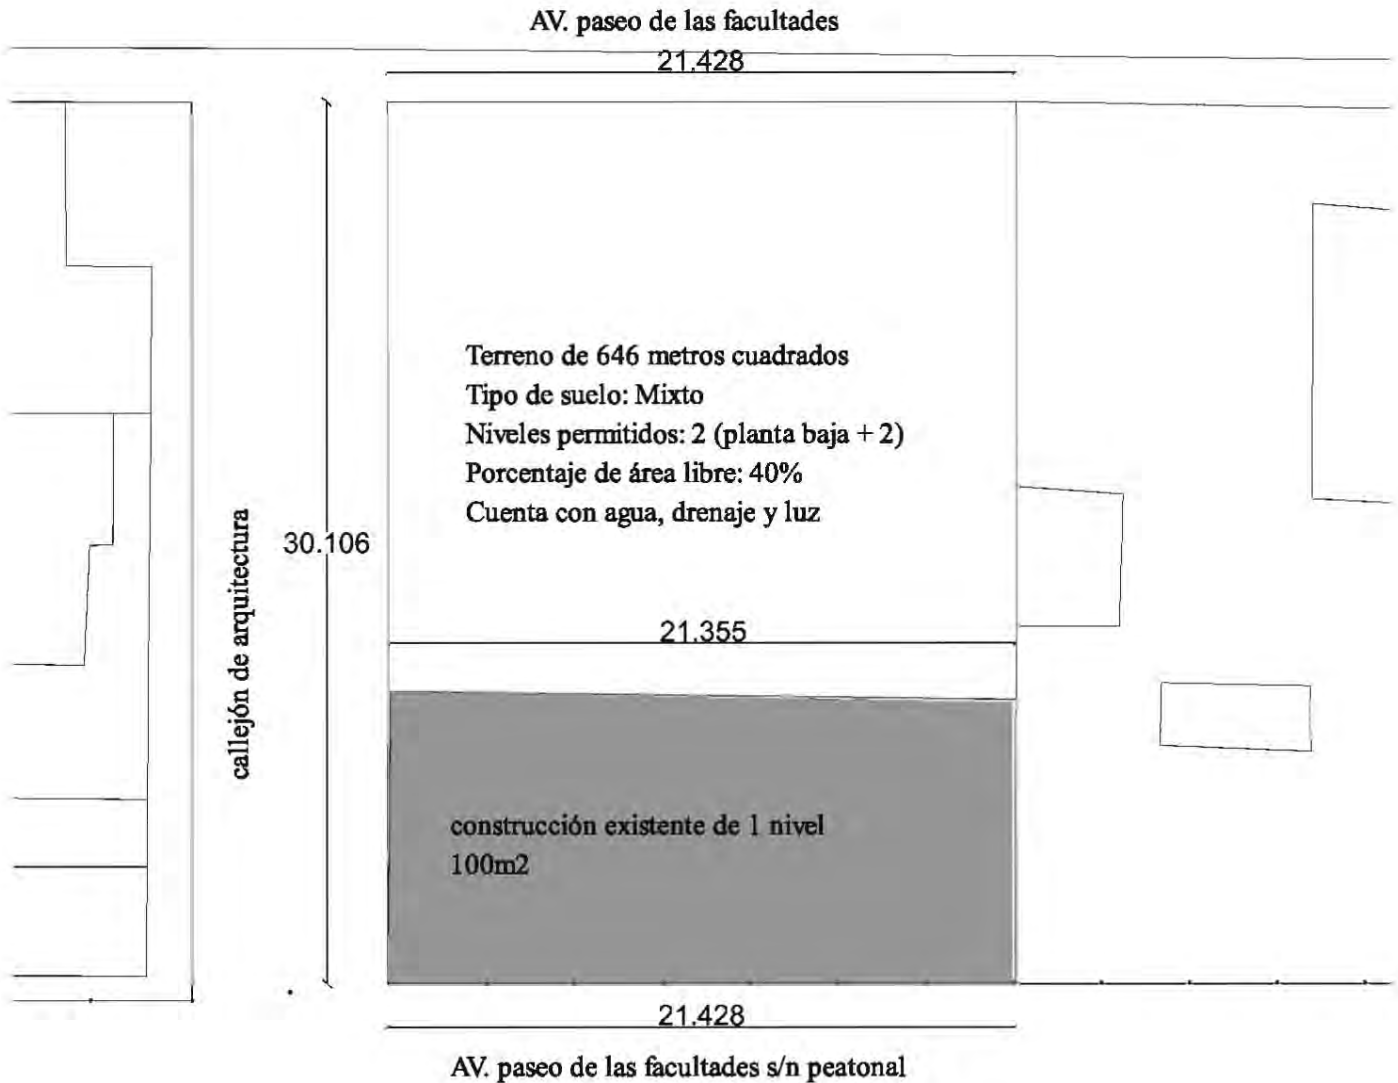 AV. paseo de las facultades
21.428
Terreno de 646 metros cuadrados
Tipo de suelo: Mixto
Niveles permitidos: 2 (planta baja + 2)
Porcentaje de área libre: 40%
Cuenta con agua, drenaje y luz
callejón de arquitectura
30.106
21.355
construcción existente de 1 nivel
100m2
21.428
AV. paseo de las facultades s/n peatonal